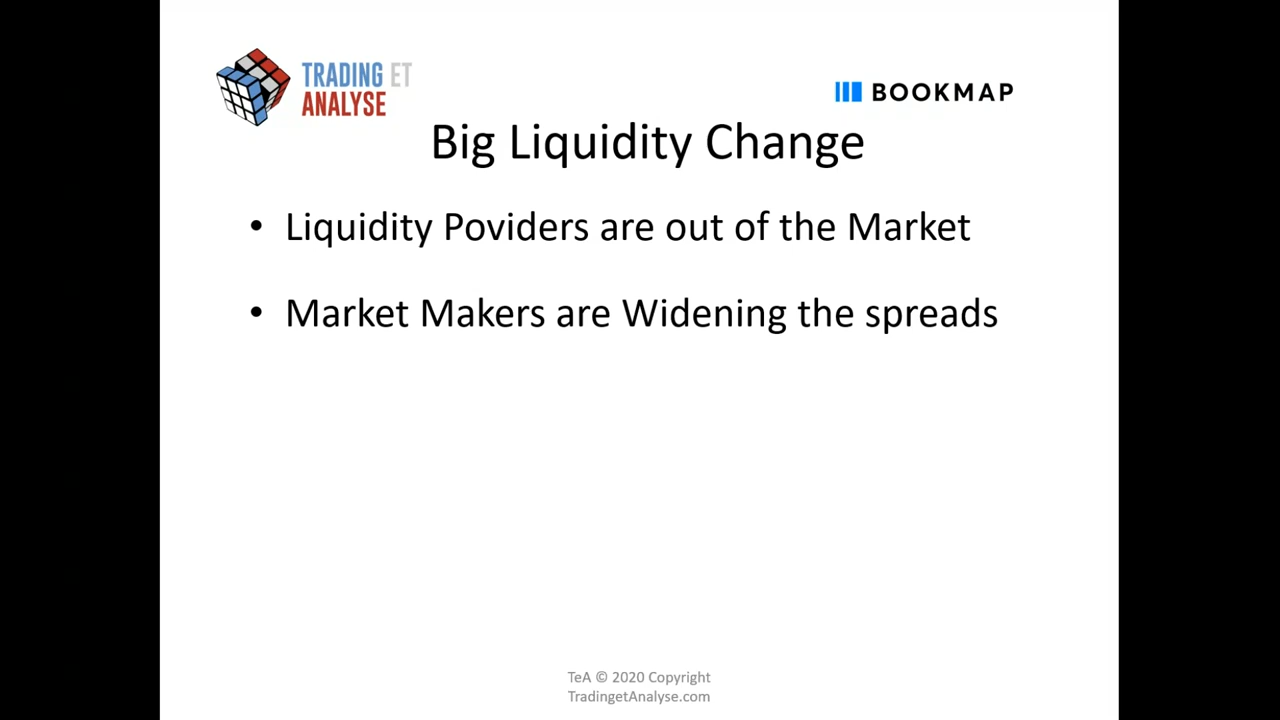 TRADING ET
ANALYSE
BOOKMAP
Big Liquidity Change
• Liquidity Poviders are out of the Market
• Market Makers are Widening the spreads
TeA © 2020 Copyright
TradingetAnalyse.com